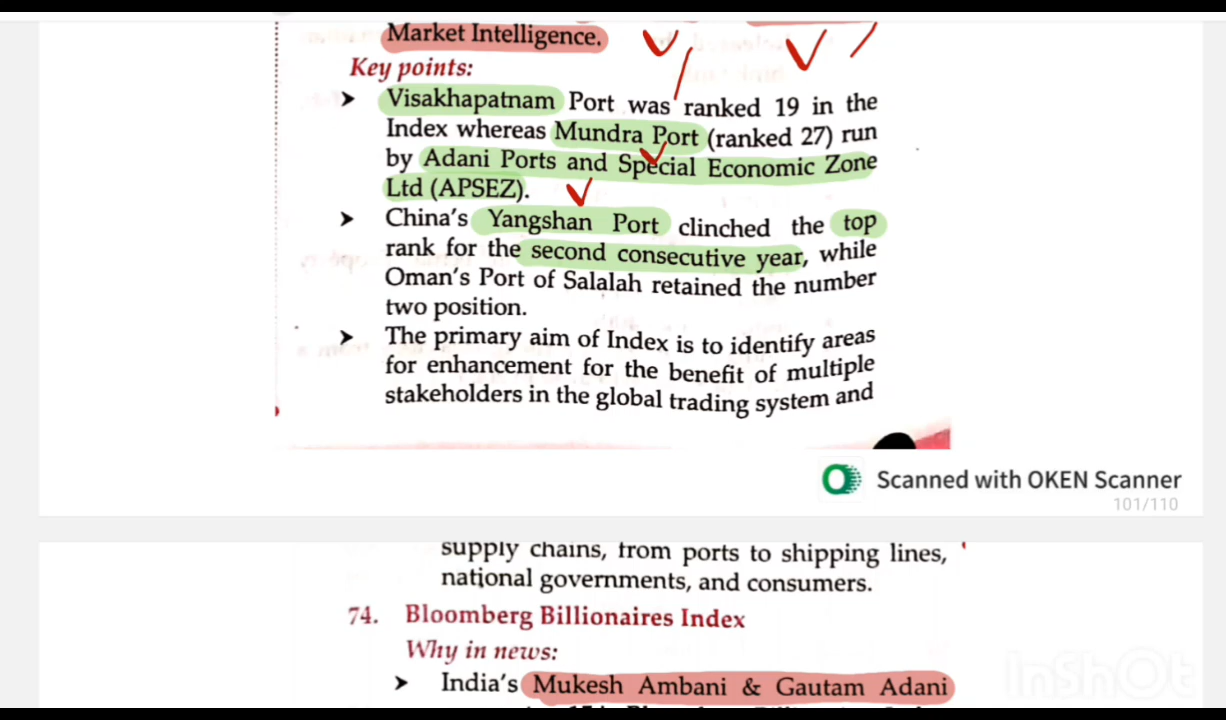 Market Intelligence.
Key points:
➤ Visakhapatnam Port was ranked 19 in the
Index whereas Mundra Port (ranked 27) run
by Adani Ports and Special Economic Zone
Ltd (APSEZ).
➤ China's Yangshan Port clinched the top
rank for the second consecutive year, while
Oman's Port of Salalah retained the number
two position.
➤ The primary aim of Index is to identify areas
for enhancement for the benefit of multiple
stakeholders in the global trading system and
Scanned with OKEN Scanner
101/110
supply chains, from ports to shipping lines,
national governments, and consumers.
74. Bloomberg Billionaires Index
Why in news:
➤ India's Mukesh Ambani & Gautam Adani
InShOt